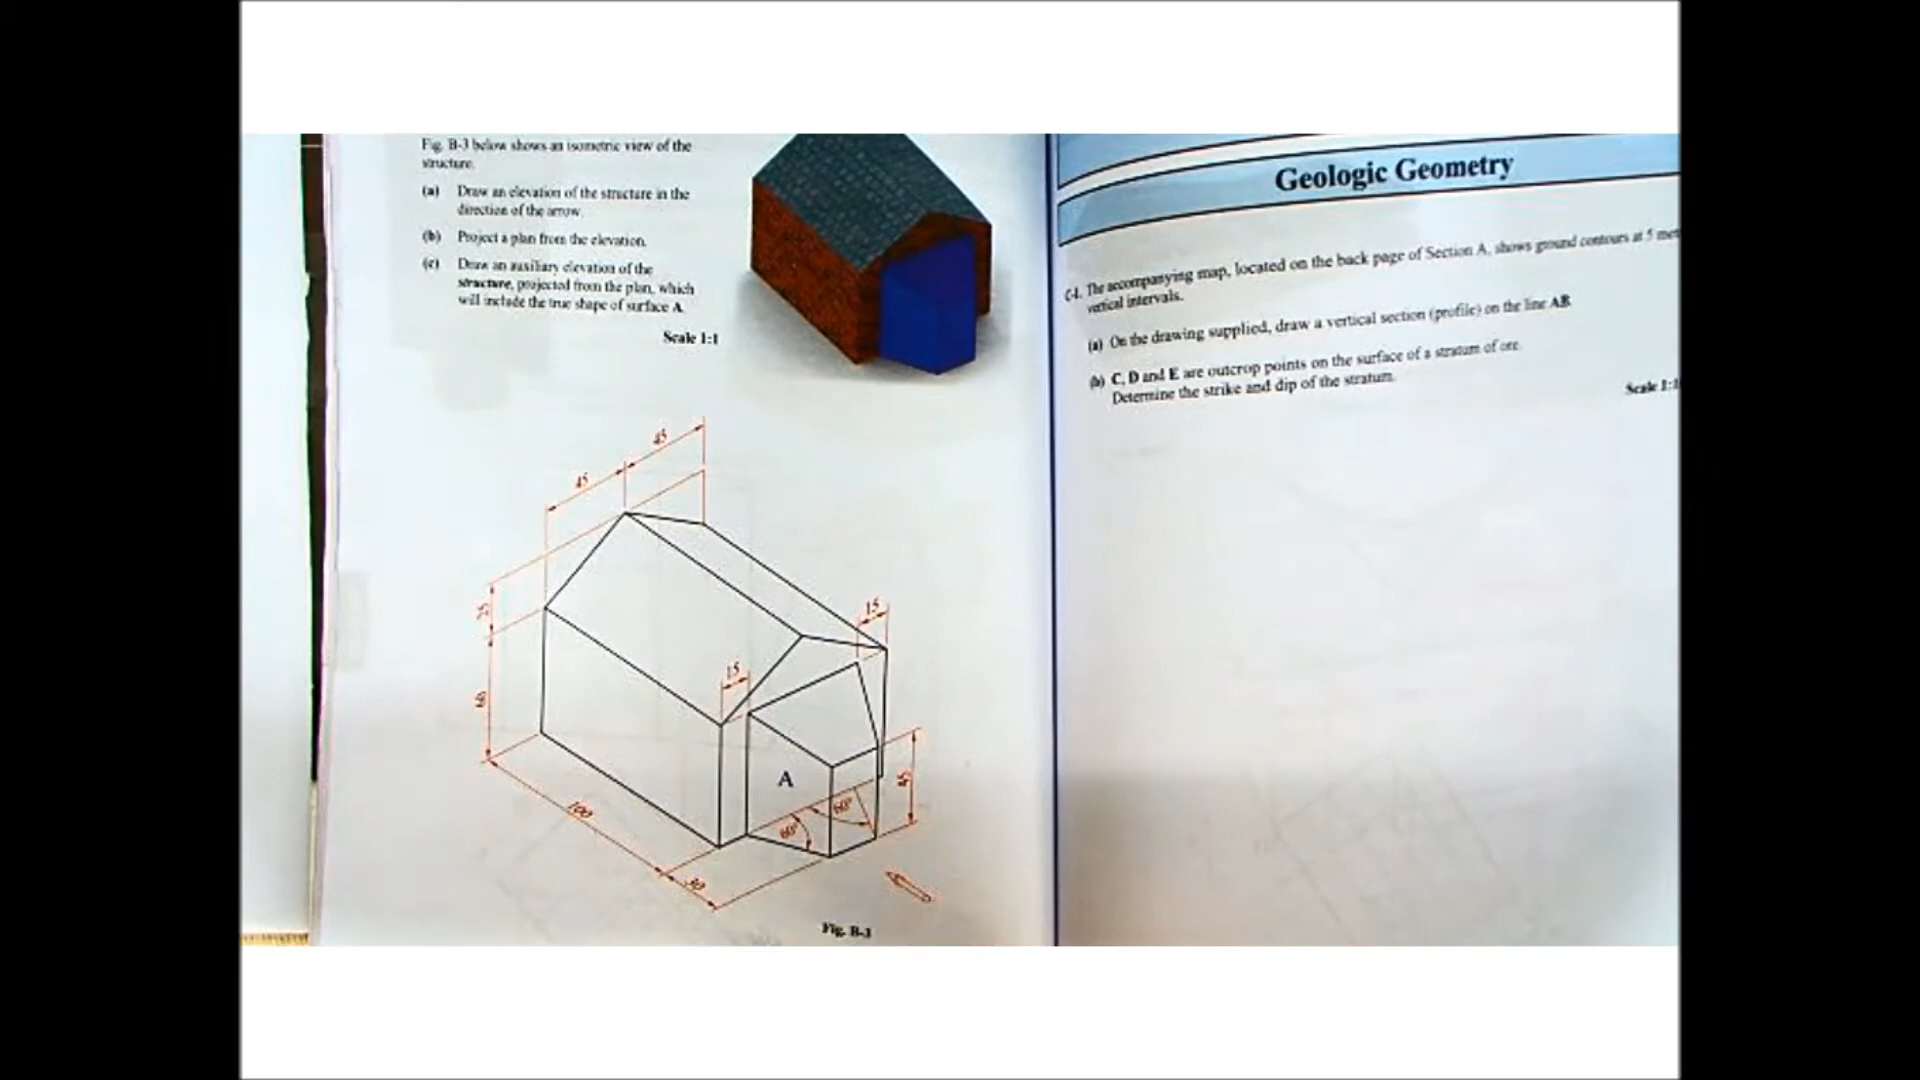 Fig. B-3 below shows an isometric view of the
structure.
(a) Draw an elevation of the structure in the
direction of the arrow.
(b) Project a plan from the elevation.
(c) Draw an auxiliary elevation of the
structure, projected from the plan, which
will include the true shape of surface A.
Scale 1:1
45
45
15
15
60
A
45
60°
60°
100
30
Fig. B-3
Geologic Geometry
C-1. The accompanying map, located on the back page of Section A, shows ground contours at 5
vertical intervals.
(a) On the drawing supplied, draw a vertical section (profile) on the line AB.
(b) C, D and E are outcrop points on the surface of a stratum of ore.
Determine the strike and dip of the stratum.
Scale 1:1